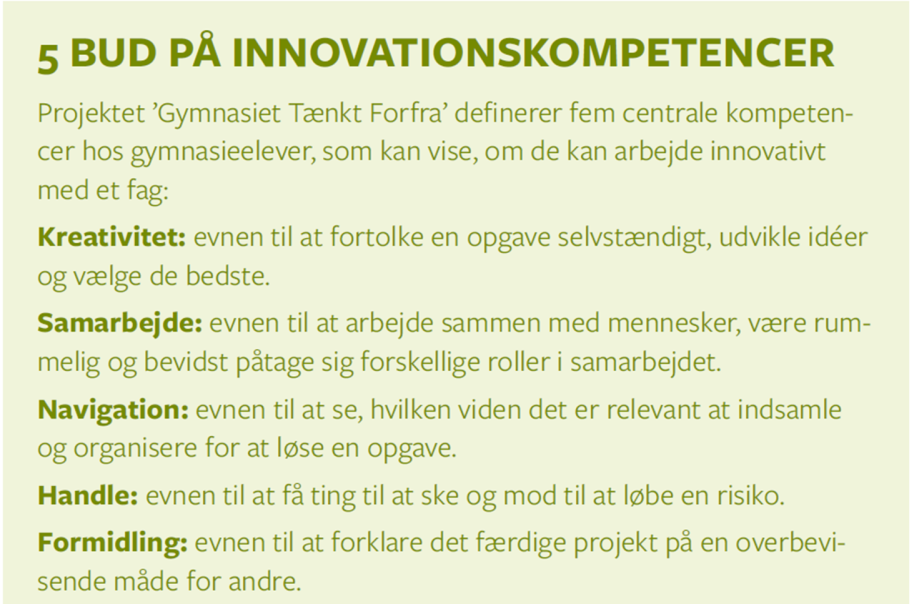 5 BUD PÅ INNOVATIONSKOMPETENCER
Projektet ’Gymnasiet Tænkt Forfra’ definerer fem centrale kompeten-
cer hos gymnasieelever, som kan vise, om de kan arbejde innovativt
med et fag:
Kreativitet: evnen til at fortolke en opgave selvstændigt, udvikle idéer
og vælge de bedste.
Samarbejde: evnen til at arbejde sammen med mennesker, være rum-
melig og bevidst påtage sig forskellige roller i samarbejdet.
Navigation: evnen til at se, hvilken viden det er relevant at indsamle
og organisere for at løse en opgave.
Handle: evnen til at få ting til at ske og mod til at løbe en risiko.
Formidling: evnen til at forklare det færdige projekt på en overbevi-
sende måde for andre.